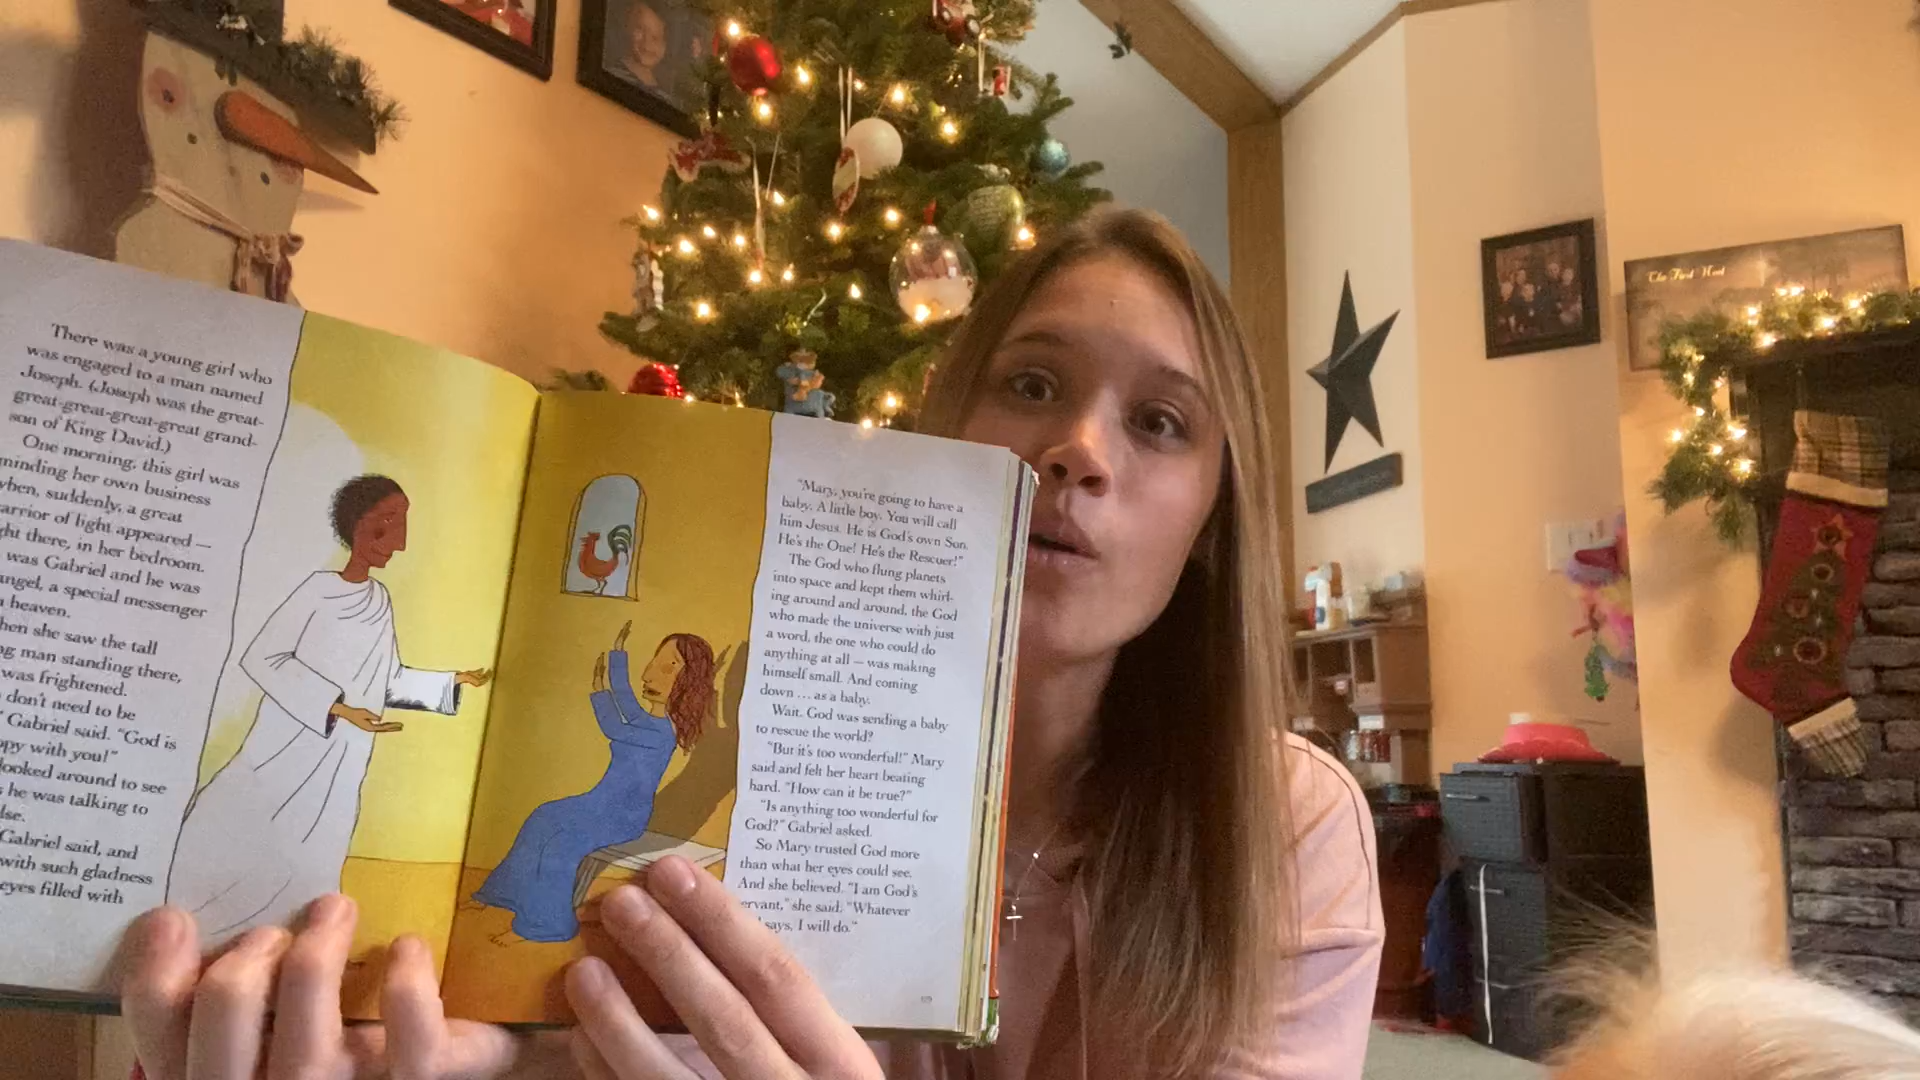 There was a young girl who
was engaged to a man named
Joseph. (Joseph was the great-
great-great-great-great grand-
son of King David.)
One morning, this girl was
minding her own business
when, suddenly, a great
warrior of light appeared —
right there, in her bedroom.
was Gabriel and he was
angel, a special messenger
heaven.
When she saw the tall
man standing there,
was frightened.
don't need to be
Gabriel said. "God is
with you!"
looked around to see
he was talking to
Gabriel said, and
with such gladness
eyes filled with
"Mary, you're going to have a
baby. A little boy. You will call
him Jesus. He is God's own Son.
He's the One! He's the Rescuer!"
The God who flung planets
into space and kept them whirl-
ing around and around, the God
who made the universe with just
a word, the one who could do
anything at all — was making
himself small. And coming
down ... as a baby.
Wait. God was sending a baby
to rescue the world?
"But it's too wonderful!" Mary
said and felt her heart beating
hard. "How can it be true?"
"Is anything too wonderful for
God?" Gabriel asked.
So Mary trusted God more
than what her eyes could see.
And she believed. "I am God's
servant," she said. "Whatever
says, I will do."
The First Noel